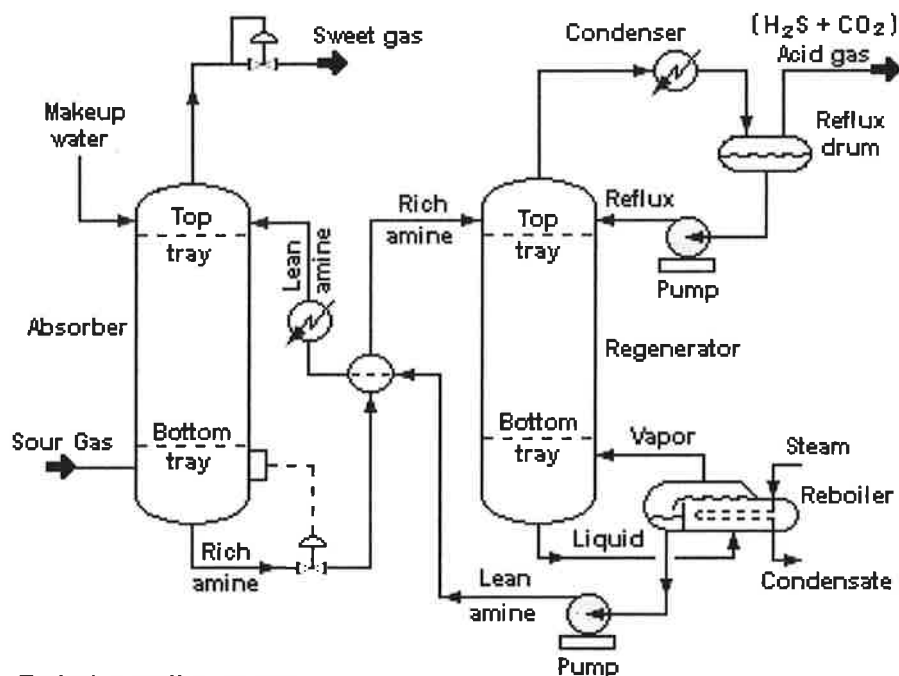 Sweet gas
Condenser
(H₂S + CO₂)
Acid gas
Makeup
water
Reflux
drum
Top
tray
Lean
amine
Rich
amine
Top
tray
Reflux
Pump
Absorber
Regenerator
Sour Gas
Bottom
tray
Bottom
tray
Vapor
Steam
Reboiler
Rich
amine
Liquid
Condensate
Lean
amine
Pump